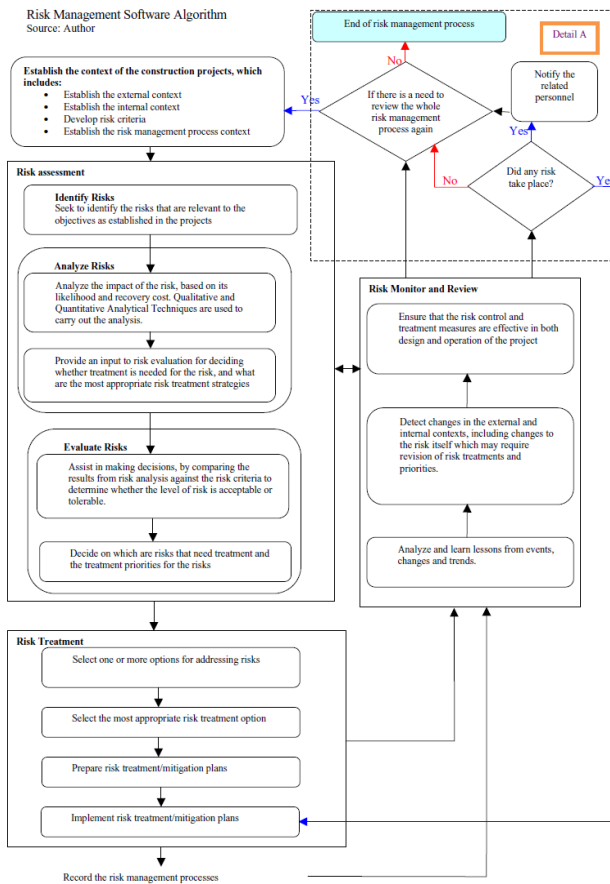 Risk Management Software Algorithm
Source: Author
End of risk management process
Detail A
Establish the context of the construction projects, which
includes:
• Establish the external context
• Establish the internal context
• Develop risk criteria
• Establish the risk management process context
No
Yes
If there is a need to
review the whole
risk management
process again
Notify the
related
personnel
Yes
No
Did any risk
take place?
Yes
Risk assessment
Identify Risks
Seek to identify the risks that are relevant to the
objectives as established in the projects
Analyze Risks
Analyze the impact of the risk, based on its
likelihood and recovery cost. Qualitative and
Quantitative Analytical Techniques are used to
carry out the analysis.
Provide an input to risk evaluation for deciding
whether treatment is needed for the risk, and what
are the most appropriate risk treatment strategies
Evaluate Risks
Assist in making decisions, by comparing the
results from risk analysis against the risk criteria to
determine whether the level of risk is acceptable or
tolerable.
Decide on which are risks that need treatment and
the treatment priorities for the risks
Risk Monitor and Review
Ensure that the risk control and
treatment measures are effective in both
design and operation of the project
Detect changes in the external and
internal contexts, including changes to
the risk itself which may require
revision of risk treatments and
priorities.
Analyze and learn lessons from events,
changes and trends.
Risk Treatment
Select one or more options for addressing risks
Select the most appropriate risk treatment option
Prepare risk treatment/mitigation plans
Implement risk treatment/mitigation plans
Record the risk management processes